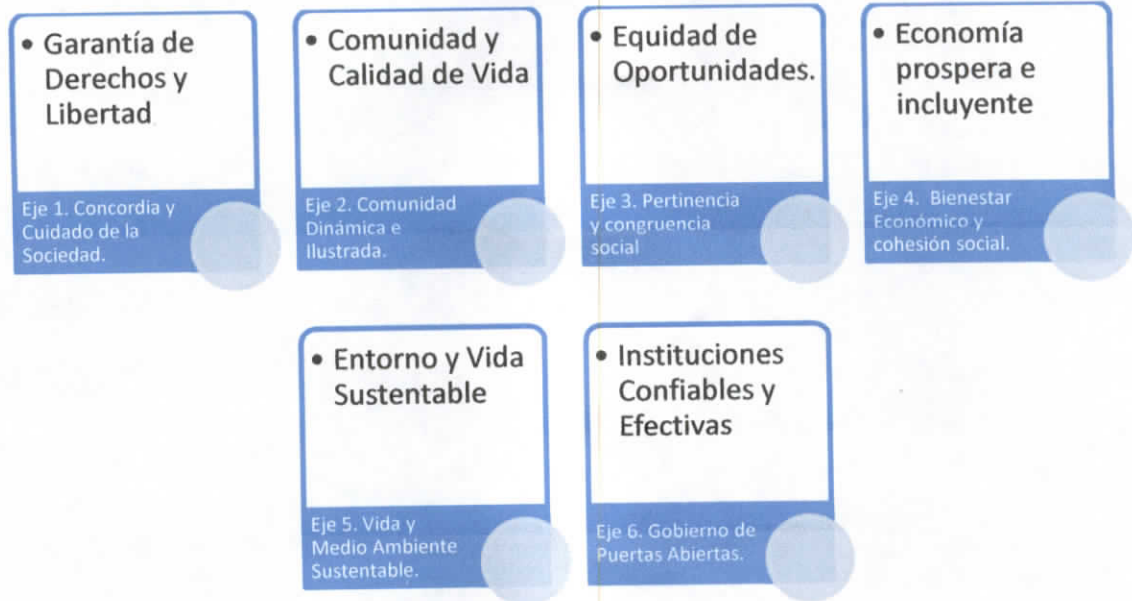 • Garantía de
Derechos y
Libertad
Eje 1. Concordia y
Cuidado de la
Sociedad.
• Comunidad y
Calidad de Vida
Eje 2. Comunidad
Dinámica e
Ilustrada.
• Equidad de
Oportunidades.
Eje 3. Pertinencia
y congruencia
social
• Economía
prospera e
incluyente
Eje 4. Bienestar
Económico y
cohesión social.
• Entorno y Vida
Sustentable
Eje 5. Vida y
Medio Ambiente
Sustentable.
• Instituciones
Confiables y
Efectivas
Eje 6. Gobierno de
Puertas Abiertas.